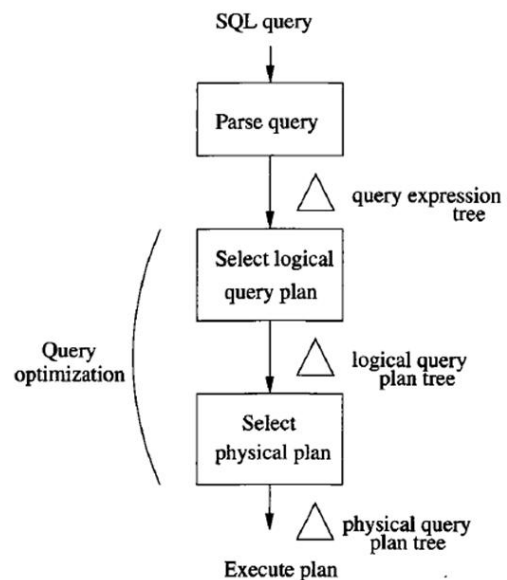 SQL query
Parse query
query expression
tree
Select logical
query plan
Query
optimization
logical query
plan tree
Select
physical plan
physical query
plan tree
Execute plan